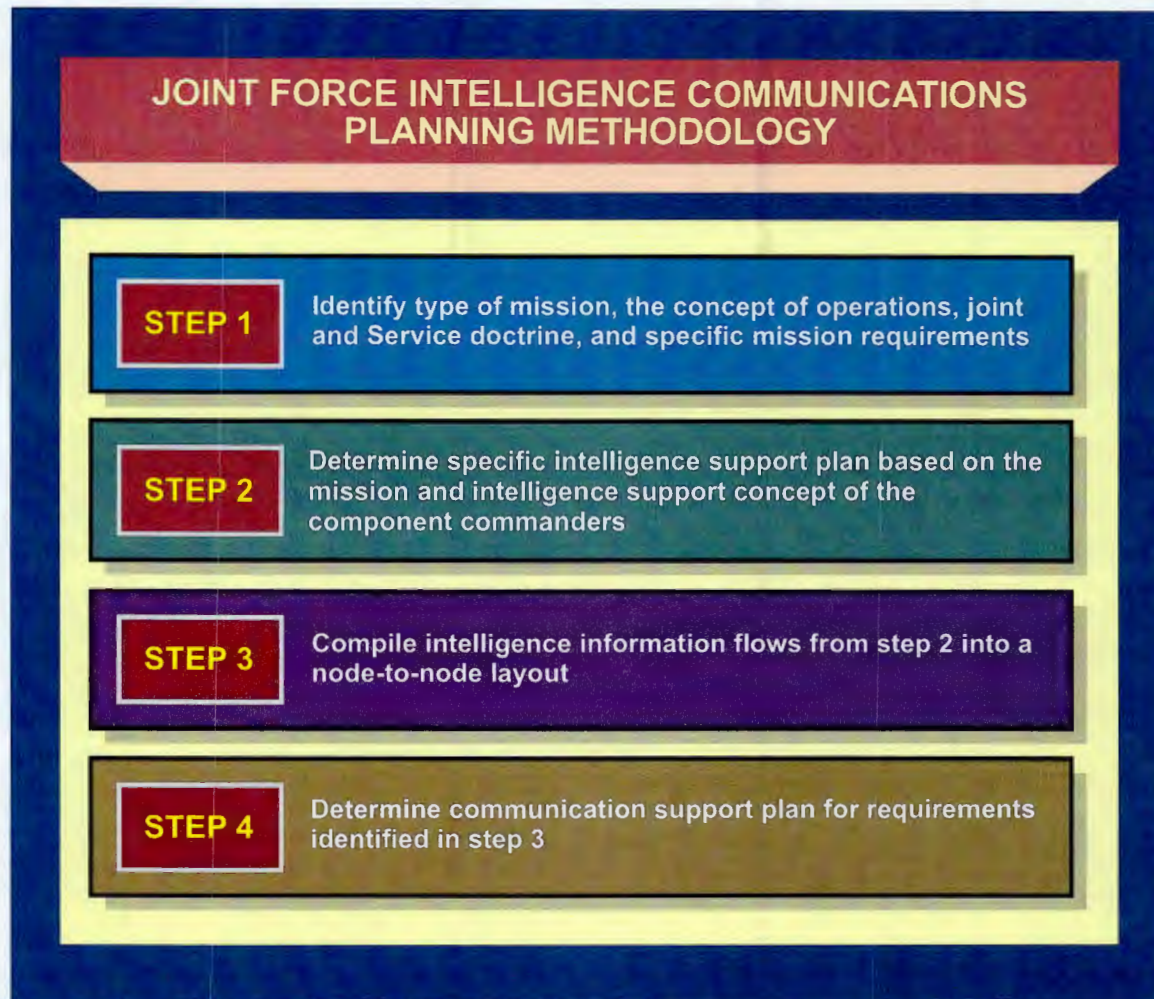 JOINT FORCE INTELLIGENCE COMMUNICATIONS
PLANNING METHODOLOGY
STEP 1
Identify type of mission, the concept of operations, joint
and Service doctrine, and specific mission requirements
STEP 2
Determine specific intelligence support plan based on the
mission and intelligence support concept of the
component commanders
STEP 3
Compile intelligence information flows from step 2 into a
node-to-node layout
STEP 4
Determine communication support plan for requirements
identified in step 3